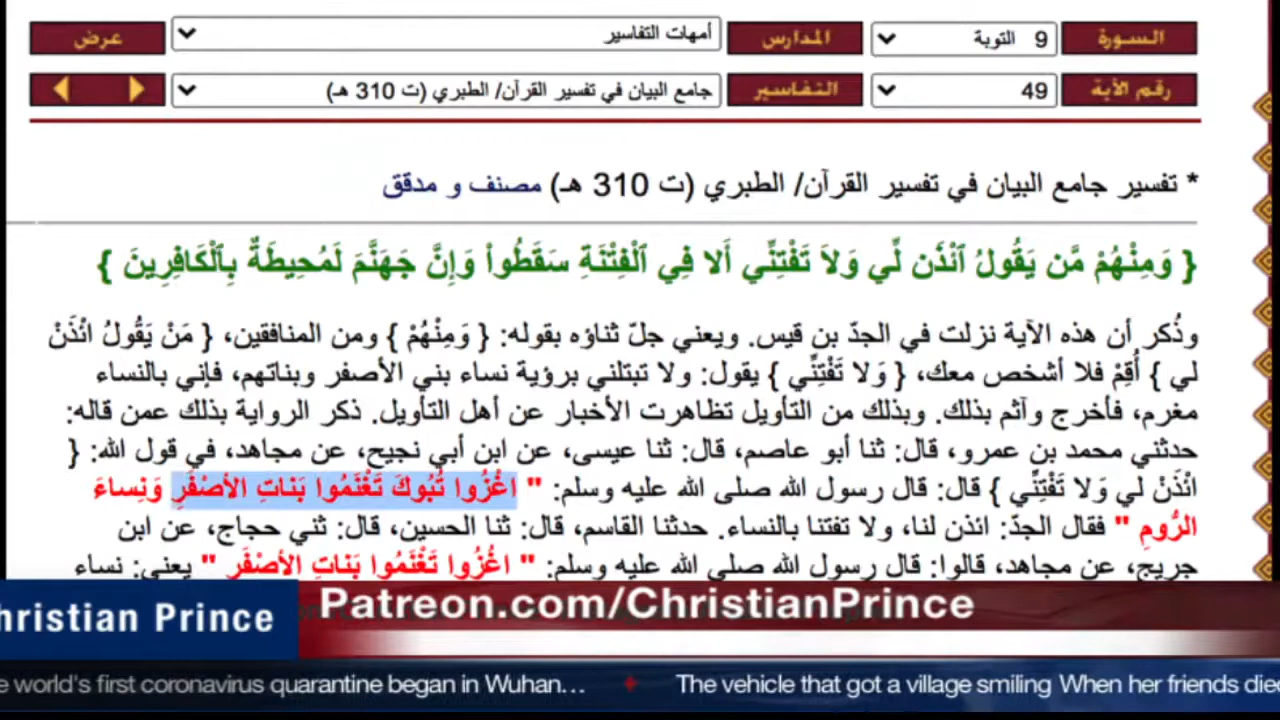 السورة 9 التوبة المدارس أمهات التفاسير عرض
رقم الأية 49 التفاسير جامع البيان في تفسير القرآن/ الطبري (ت 310 هـ)
* تفسير جامع البيان في تفسير القرآن/ الطبري (ت 310 هـ) مصنف و مدقق
{ وَمِنْهُمْ مَّن يَقُولُ ٱئْذَن لِّي وَلاَ تَفْتِنِّي أَلا فِي ٱلْفِتْنَةِ سَقَطُواْ وَإِنَّ جَهَنَّمَ لَمُحِيطَةٌ بِٱلْكَافِرِينَ }
وذُكر أن هذه الآية نزلت في الجدّ بن قيس. ويعني جلّ ثناؤه بقوله: { وَمِنْهُمْ } ومن المنافقين، { مَنْ يَقُولُ ائْذَنْ
لي } أُقِمْ فلا أشخص معك، { وَلا تَفْتِنِّي } يقول: ولا تبتلني برؤية نساء بني الأصفر وبناتهم، فإني بالنساء
مغرم، فأخرج وآثم بذلك. وبذلك من التأويل تظاهرت الأخبار عن أهل التأويل. ذكر الرواية بذلك عمن قاله:
حدثني محمد بن عمرو، قال: ثنا أبو عاصم، قال: ثنا عيسى، عن ابن أبي نجيح، عن مجاهد، في قول الله: {
ائْذَنْ لي وَلا تَفْتِنِّي } قال: قال رسول الله صلى الله عليه وسلم: " اغْزُوا تُبُوكَ تَغْنَمُوا بَناتِ الأصْفَرِ وَنِساءَ
الرُّومِ " فقال الجدّ: ائذن لنا، ولا تفتنا بالنساء. حدثنا القاسم، قال: ثنا الحسين، قال: ثني حجاج، عن ابن
جريج، عن مجاهد، قالوا: قال رسول الله صلى الله عليه وسلم: " اغْزُوا تَغْنَمُوا بَناتِ الأصْفَرِ " يعني: نساء
hristian Prince
Patreon.com/ChristianPrince
e world's first coronavirus quarantine began in Wuhan… The vehicle that got a village smiling When her friends died